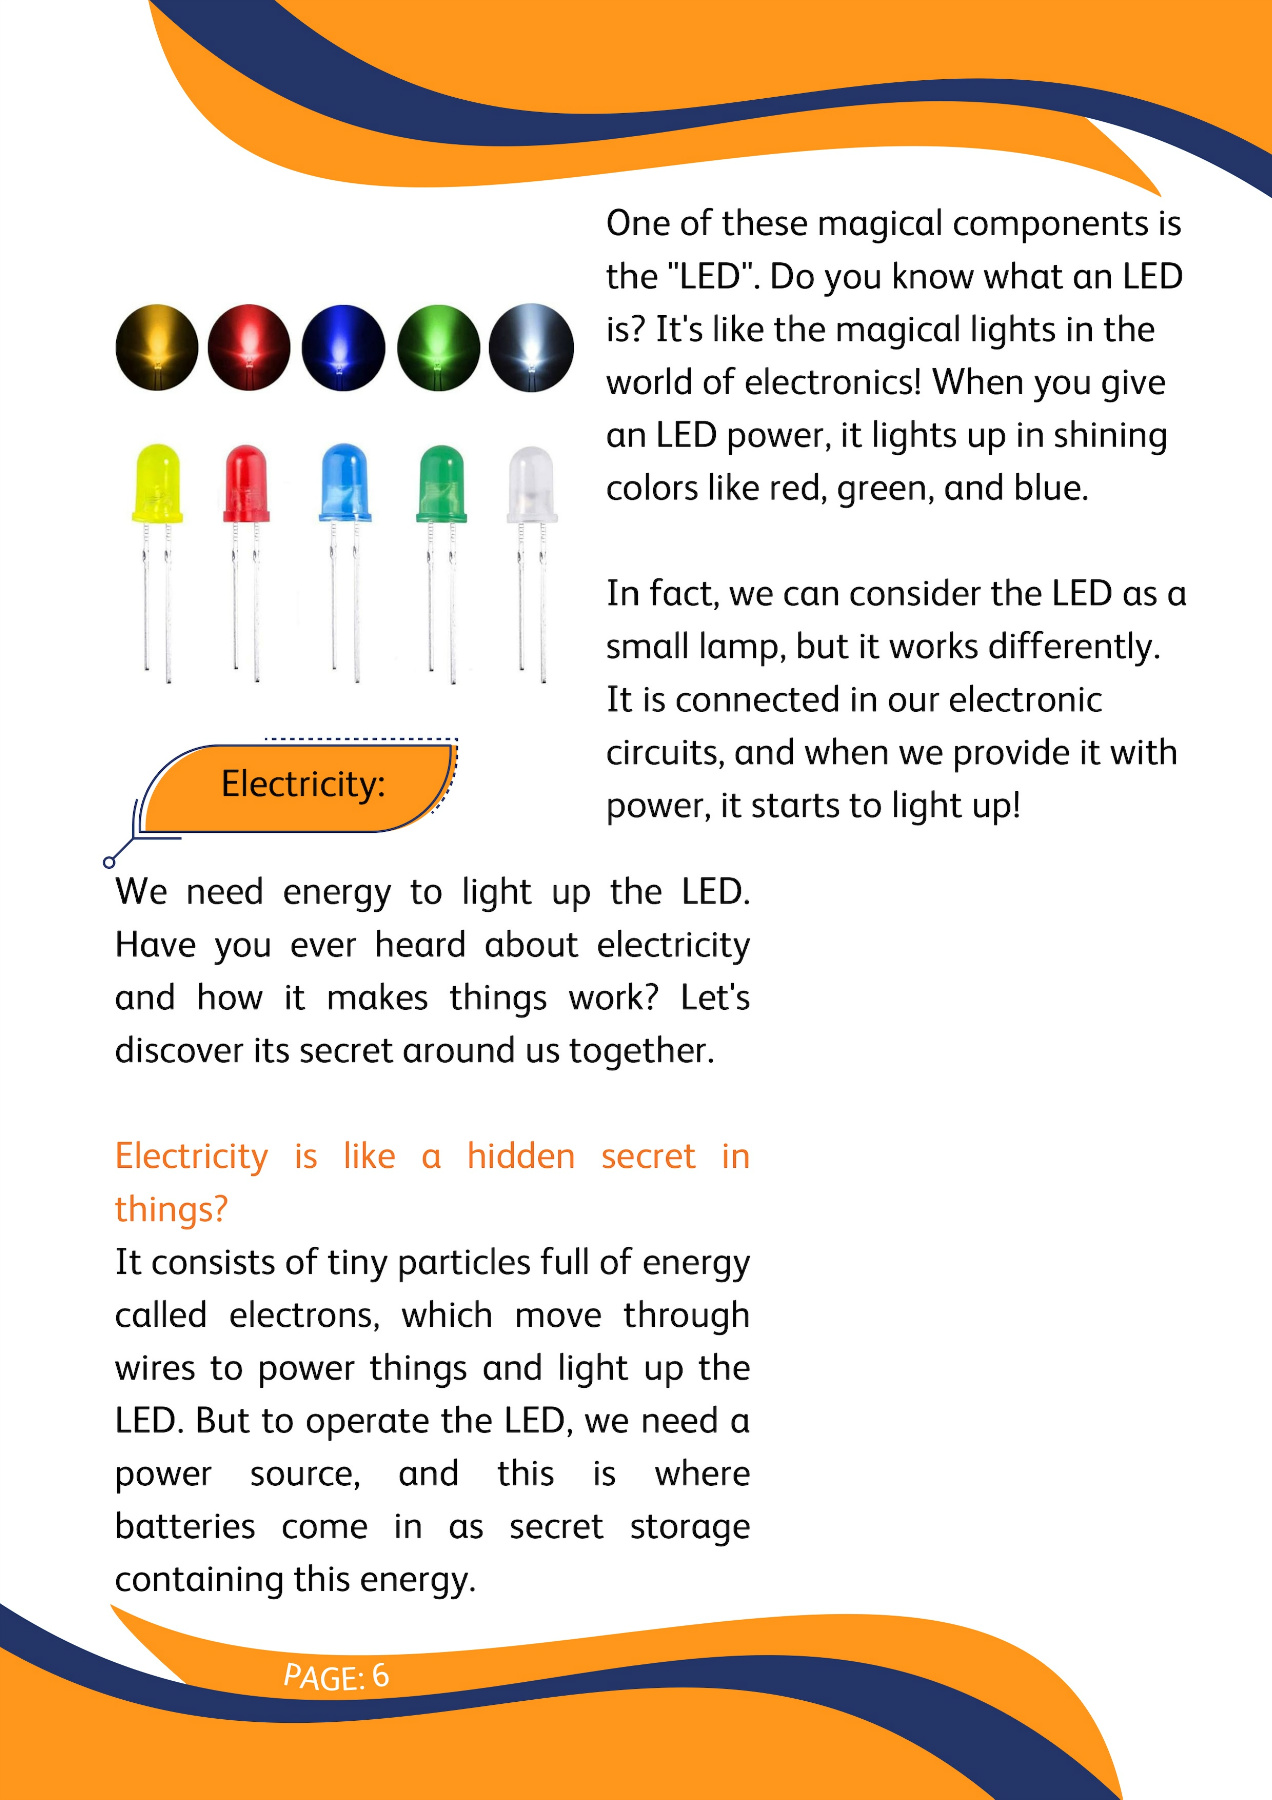 One of these magical components is
the "LED". Do you know what an LED
is? It's like the magical lights in the
world of electronics! When you give
an LED power, it lights up in shining
colors like red, green, and blue.
In fact, we can consider the LED as a
small lamp, but it works differently.
It is connected in our electronic
circuits, and when we provide it with
power, it starts to light up!
Electricity:
We need energy to light up the LED.
Have you ever heard about electricity
and how it makes things work? Let's
discover its secret around us together.
Electricity is like a hidden secret in
things?
It consists of tiny particles full of energy
called electrons, which move through
wires to power things and light up the
LED. But to operate the LED, we need a
power source, and this is where
batteries come in as secret storage
containing this energy.
PAGE: 6